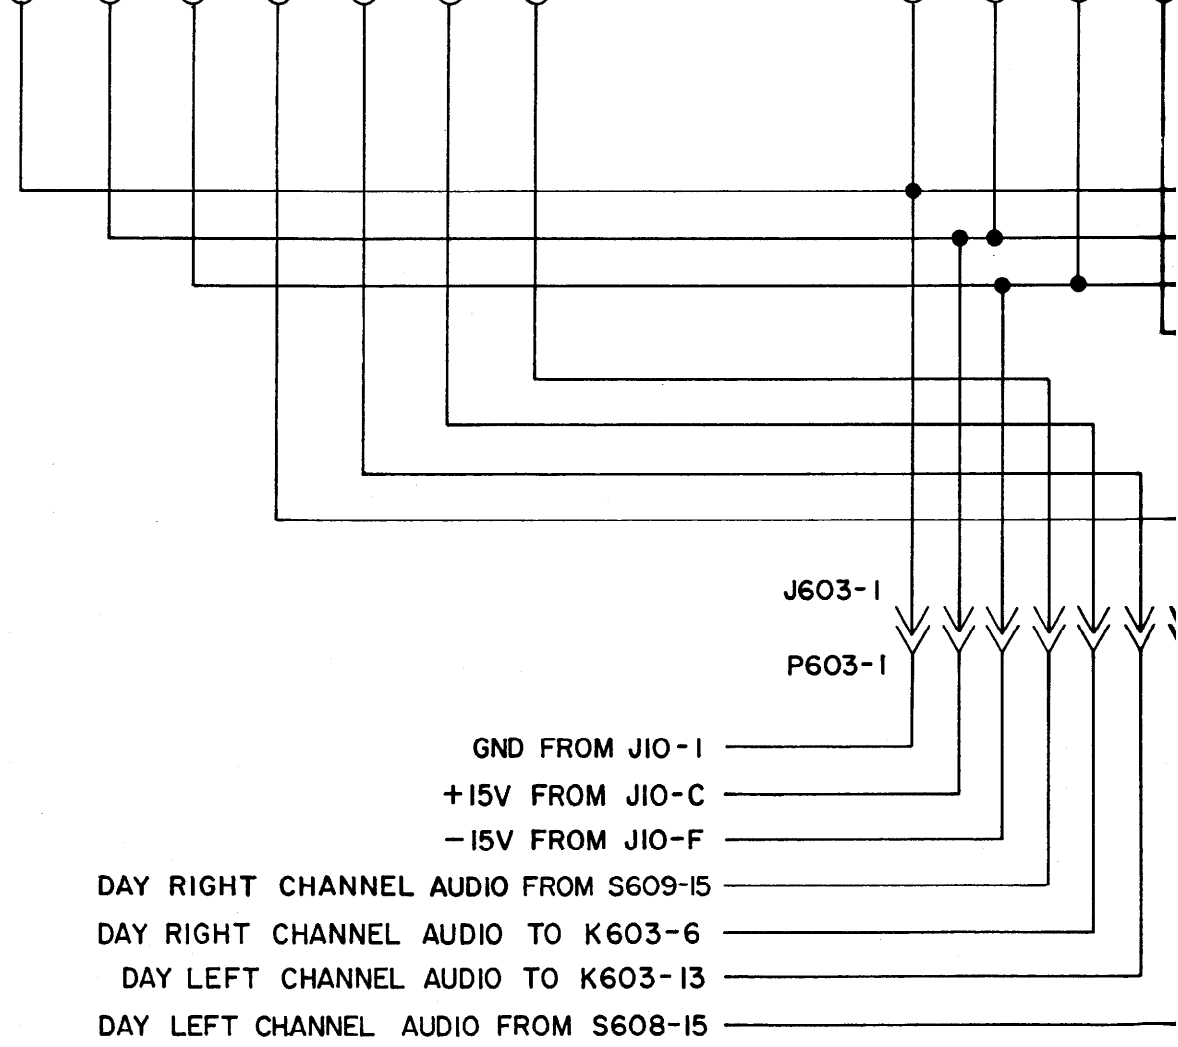 J603-1
P603-1
GND FROM J10-1
+15V FROM J10-C
-15V FROM J10-F
DAY RIGHT CHANNEL AUDIO FROM S609-15
DAY RIGHT CHANNEL AUDIO TO K603-6
DAY LEFT CHANNEL AUDIO TO K603-13
DAY LEFT CHANNEL AUDIO FROM S608-15